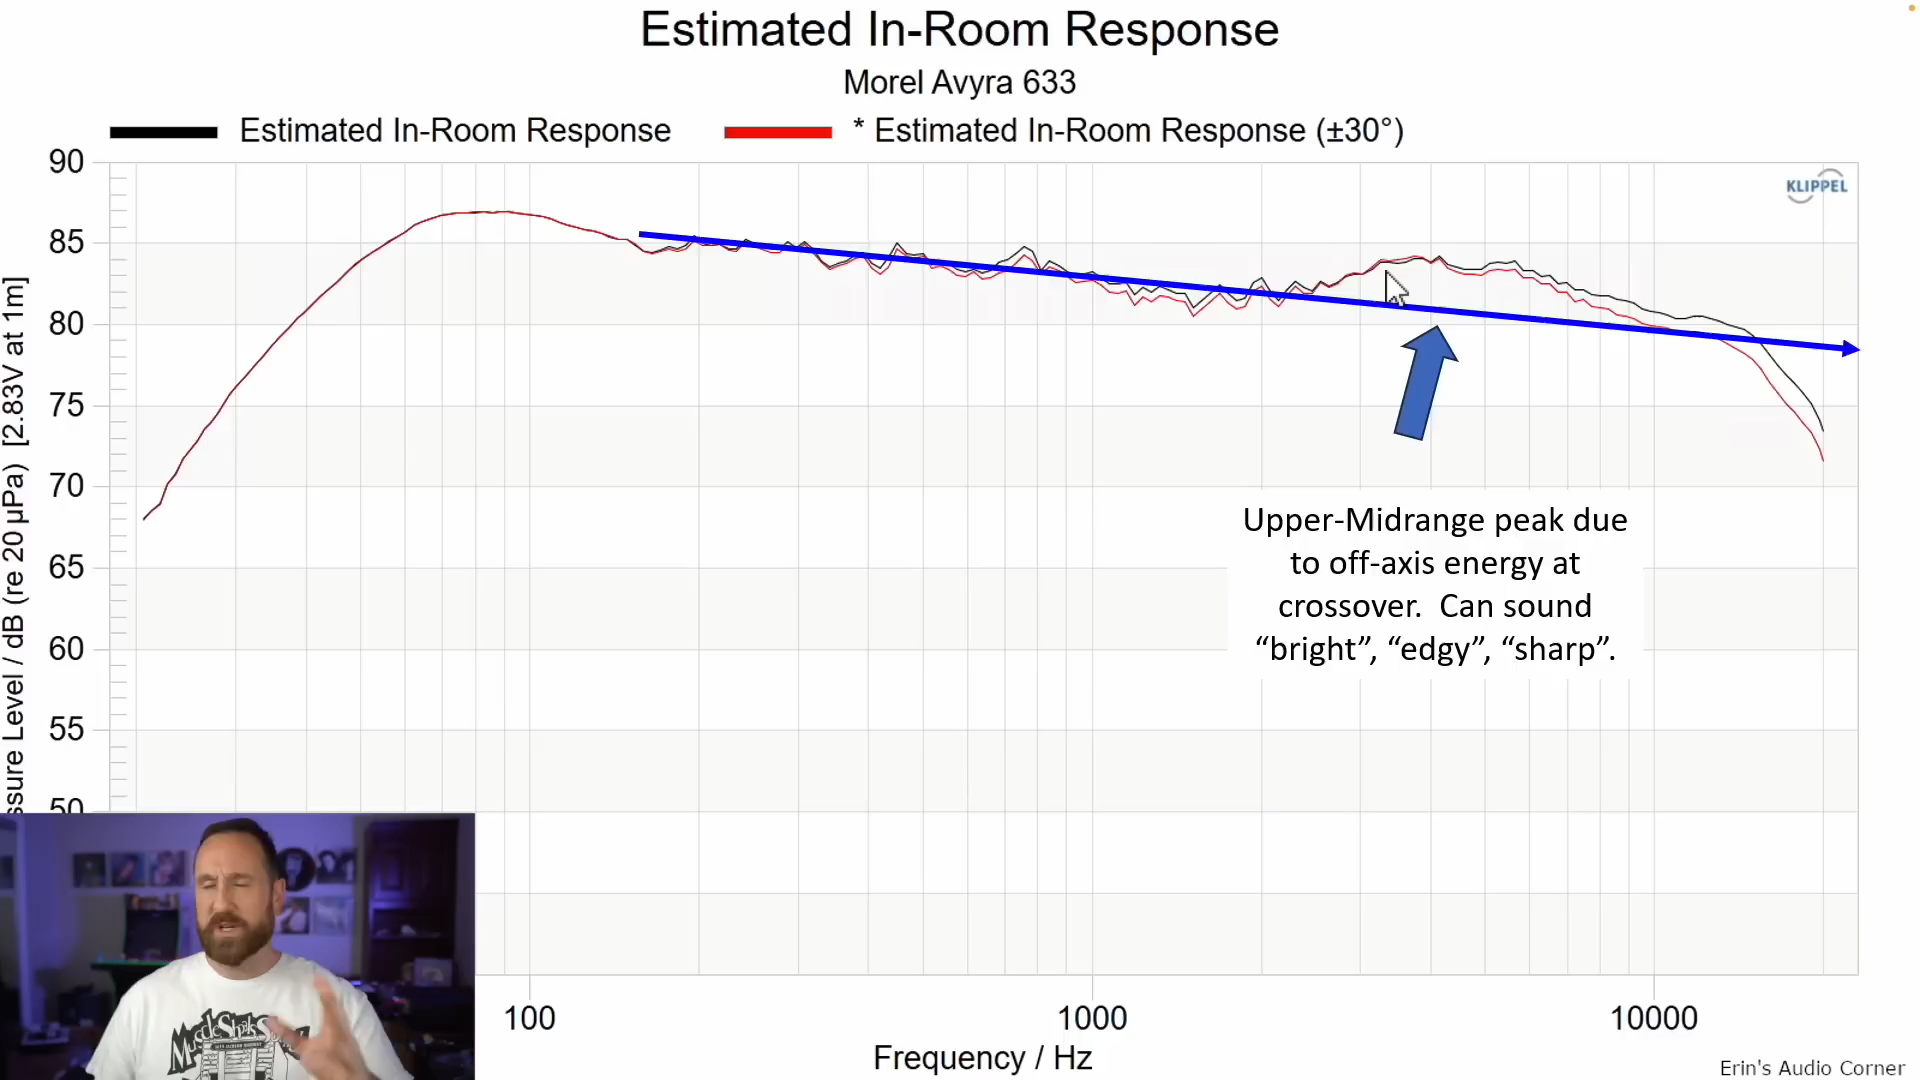 Estimated In-Room Response
Morel Avyra 633
Estimated In-Room Response
* Estimated In-Room Response (±30°)
90
KLIPPEL
85
80
75
70
65
60
55
50
ssure Level / dB (re 20 µPa) [2.83V at 1m]
Upper-Midrange peak due
to off-axis energy at
crossover. Can sound
“bright”, “edgy”, “sharp”.
100
1000
10000
Frequency / Hz
Erin's Audio Corner